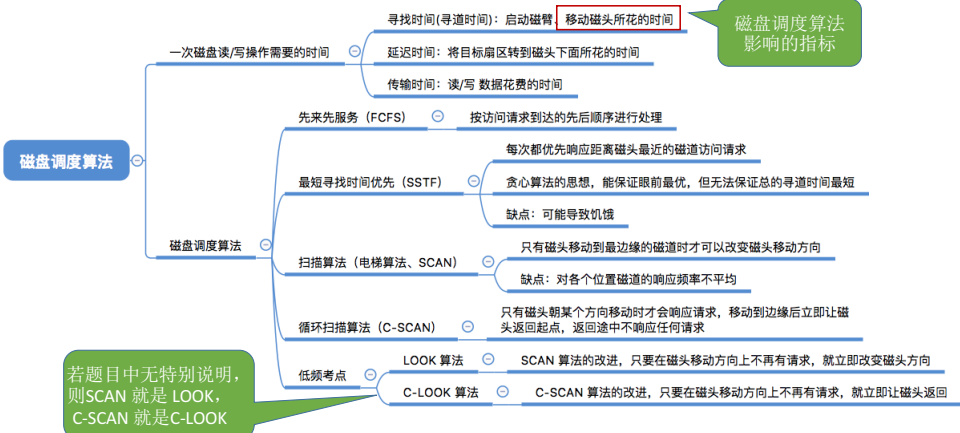 寻找时间(寻道时间)：启动磁臂、移动磁头所花的时间
磁盘调度算法
影响的指标
一次磁盘读/写操作需要的时间
延迟时间：将目标扇区转到磁头下面所花的时间
传输时间：读/写 数据花费的时间
磁盘调度算法
先来先服务（FCFS）
按访问请求到达的先后顺序进行处理
每次都优先响应距离磁头最近的磁道访问请求
最短寻找时间优先（SSTF）
贪心算法的思想，能保证眼前最优，但无法保证总的寻道时间最短
缺点：可能导致饥饿
磁盘调度算法
只有磁头移动到最边缘的磁道时才可以改变磁头移动方向
扫描算法（电梯算法、SCAN）
缺点：对各个位置磁道的响应频率不平均
循环扫描算法（C-SCAN）
只有磁头朝某个方向移动时才会响应请求，移动到边缘后立即让磁
头返回起点，返回途中不响应任何请求
低频考点
LOOK 算法
SCAN 算法的改进，只要在磁头移动方向上不再有请求，就立即改变磁头方向
C-LOOK 算法
C-SCAN 算法的改进，只要在磁头移动方向上不再有请求，就立即让磁头返回
若题目中无特别说明，
则SCAN 就是 LOOK，
C-SCAN 就是C-LOOK